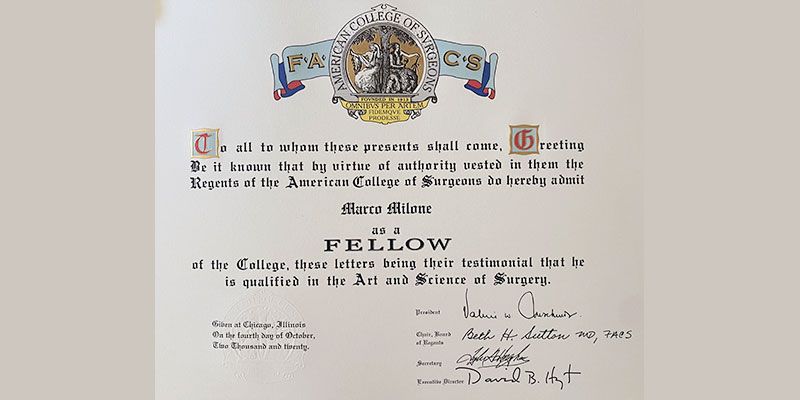 F·A· C·S
AMERICAN COLLEGE OF SVRGEONS
FOUNDED IN 1913
OMNIBVS PER ARTEM
FIDEMQVE
PRODESSE
To all to whom these presents shall come, Greeting
Be it known that by virtue of authority vested in them the
Regents of the American College of Surgeons do hereby admit
Marco Milone
as a
FELLOW
of the College, these letters being their testimonial that he
is qualified in the Art and Science of Surgery.
Given at Chicago, Illinois
On the fourth day of October,
Two Thousand and twenty.
President Valerie W
Chair, Board
of Regents Beth H. Sutton MD, FACS
Secretary
Executive Director David B. Hoyt